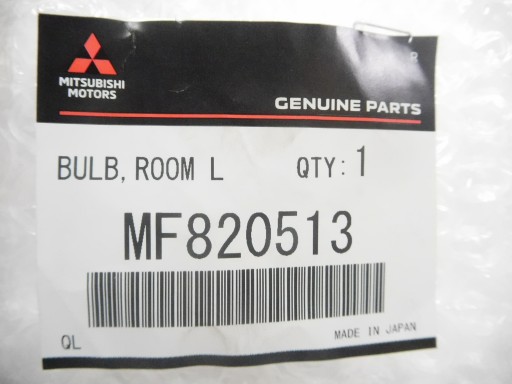 MITSUBISHI
MOTORS
GENUINE PARTS
BULB, ROOM L QTY: 1
MF820513
QL MADE IN JAPAN